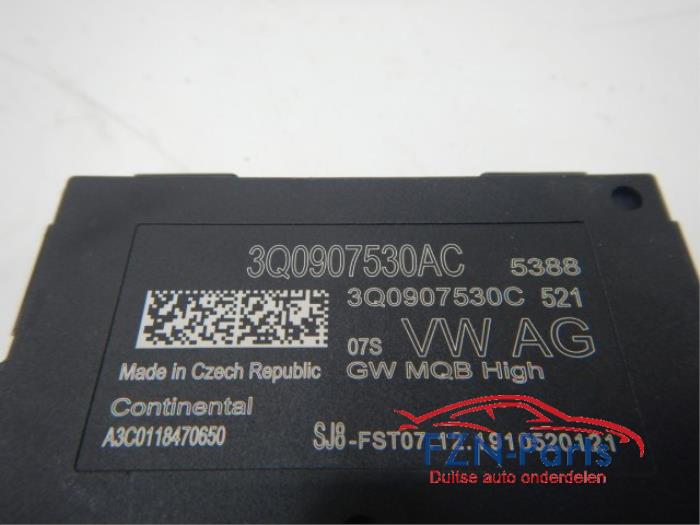 3Q0907530AC 5388
3Q0907530C 521
07S VW AG
Made in Czech Republic GW MQB High
Continental
A3C0118470650 SJ8-FST07 12.1910520121
FZN-Parts
Duitse auto onderdelen